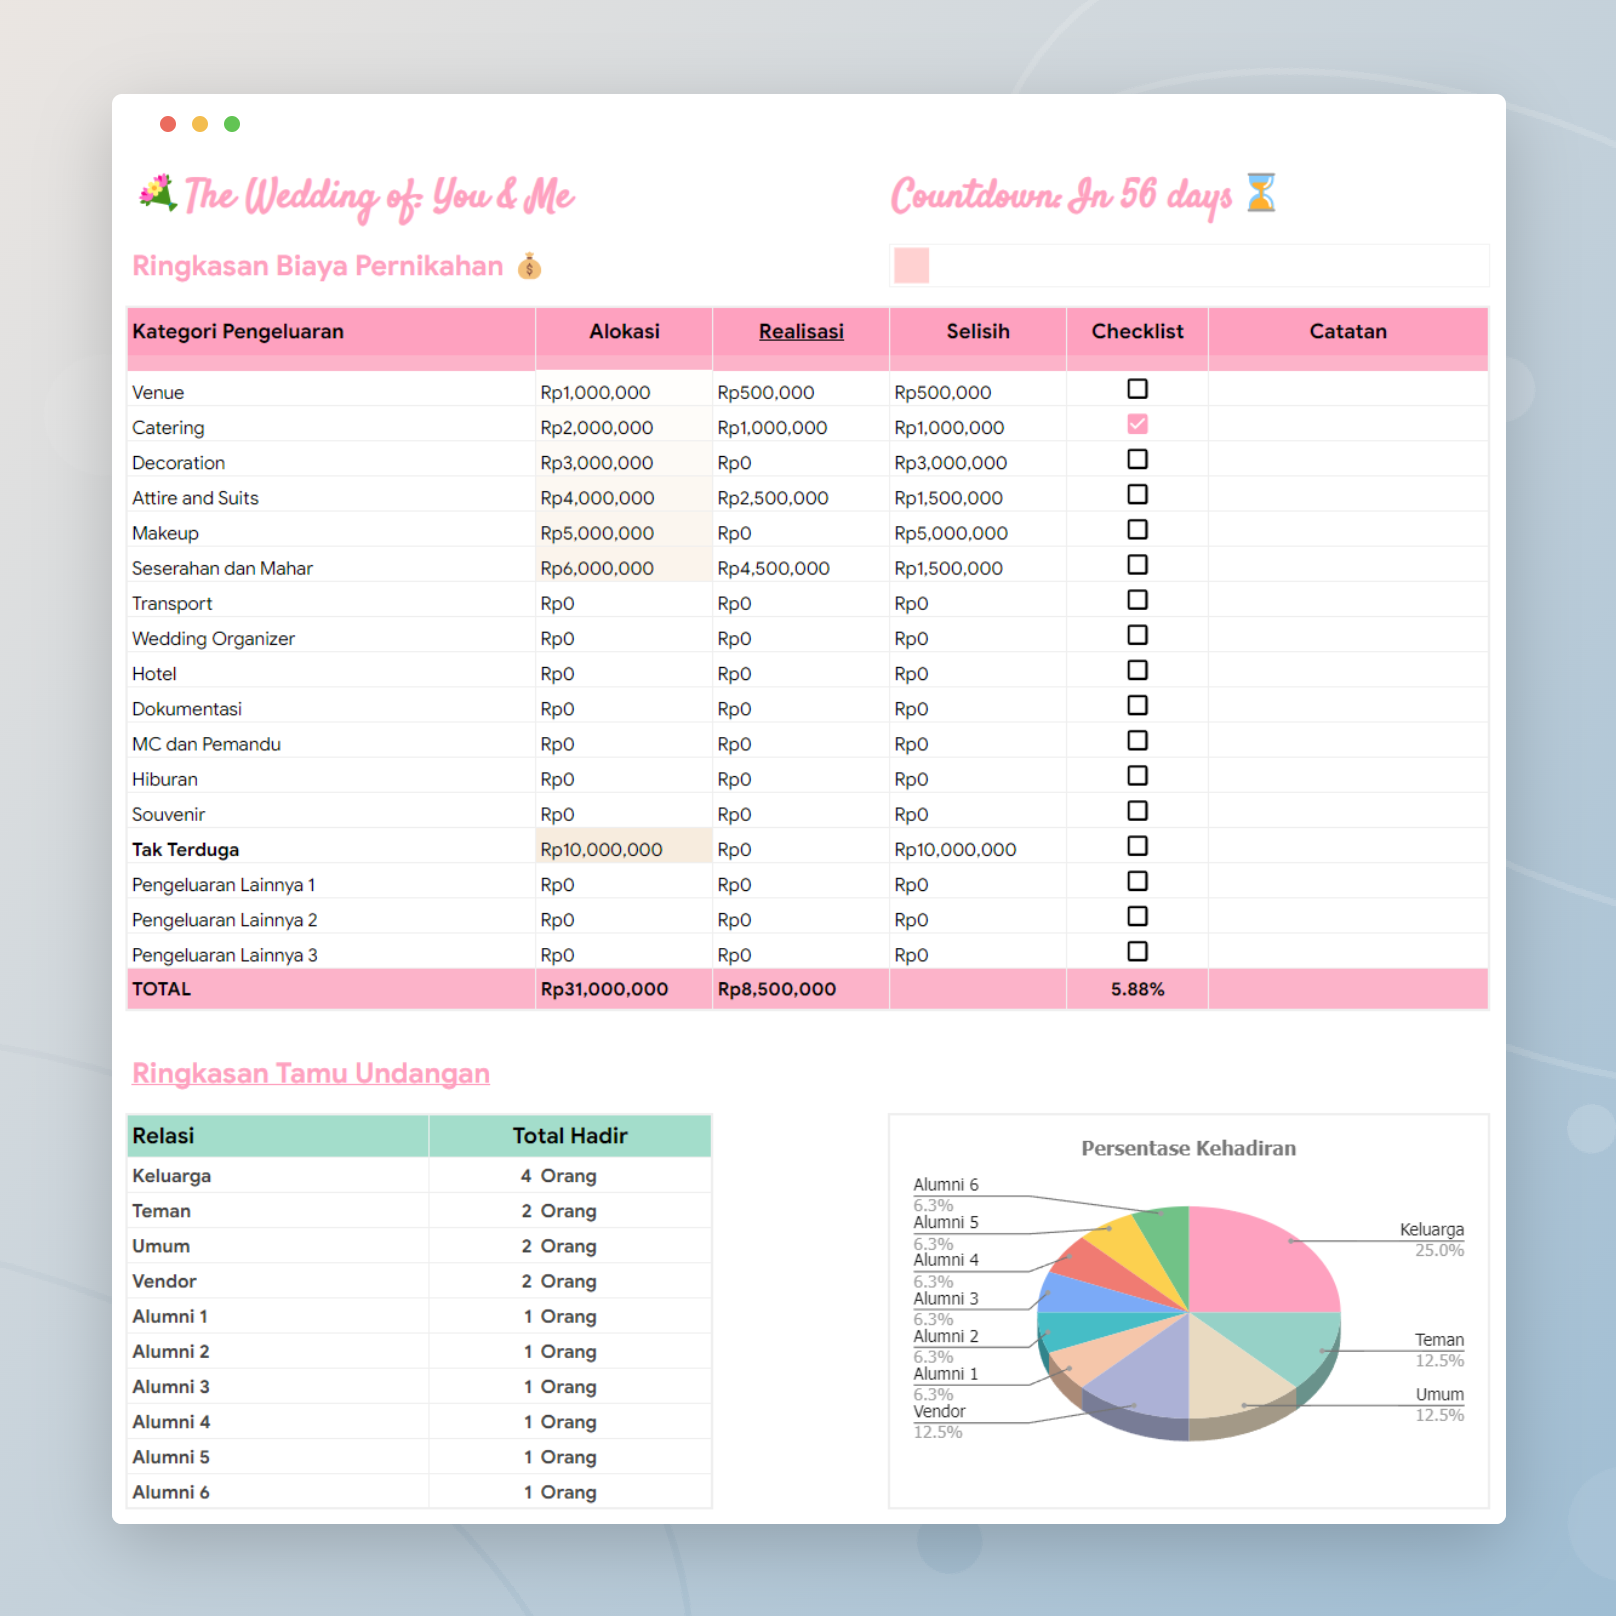 The Wedding of: You & Me
Countdown: In 56 days
Ringkasan Biaya Pernikahan
Kategori Pengeluaran Alokasi Realisasi Selisih Checklist Catatan
Venue Rp1,000,000 Rp500,000 Rp500,000
Catering Rp2,000,000 Rp1,000,000 Rp1,000,000
Decoration Rp3,000,000 Rp0 Rp3,000,000
Attire and Suits Rp4,000,000 Rp2,500,000 Rp1,500,000
Makeup Rp5,000,000 Rp0 Rp5,000,000
Seserahan dan Mahar Rp6,000,000 Rp4,500,000 Rp1,500,000
Transport Rp0 Rp0 Rp0
Wedding Organizer Rp0 Rp0 Rp0
Hotel Rp0 Rp0 Rp0
Dokumentasi Rp0 Rp0 Rp0
MC dan Pemandu Rp0 Rp0 Rp0
Hiburan Rp0 Rp0 Rp0
Souvenir Rp0 Rp0 Rp0
Tak Terduga Rp10,000,000 Rp0 Rp10,000,000
Pengeluaran Lainnya 1 Rp0 Rp0 Rp0
Pengeluaran Lainnya 2 Rp0 Rp0 Rp0
Pengeluaran Lainnya 3 Rp0 Rp0 Rp0
TOTAL Rp31,000,000 Rp8,500,000 5.88%
Ringkasan Tamu Undangan
Relasi Total Hadir
Keluarga 4 Orang
Teman 2 Orang
Umum 2 Orang
Vendor 2 Orang
Alumni 1 1 Orang
Alumni 2 1 Orang
Alumni 3 1 Orang
Alumni 4 1 Orang
Alumni 5 1 Orang
Alumni 6 1 Orang
Persentase Kehadiran
Alumni 6
6.3%
Alumni 5
6.3%
Alumni 4
6.3%
Alumni 3
6.3%
Alumni 2
6.3%
Alumni 1
6.3%
Vendor
12.5%
Keluarga
25.0%
Teman
12.5%
Umum
12.5%